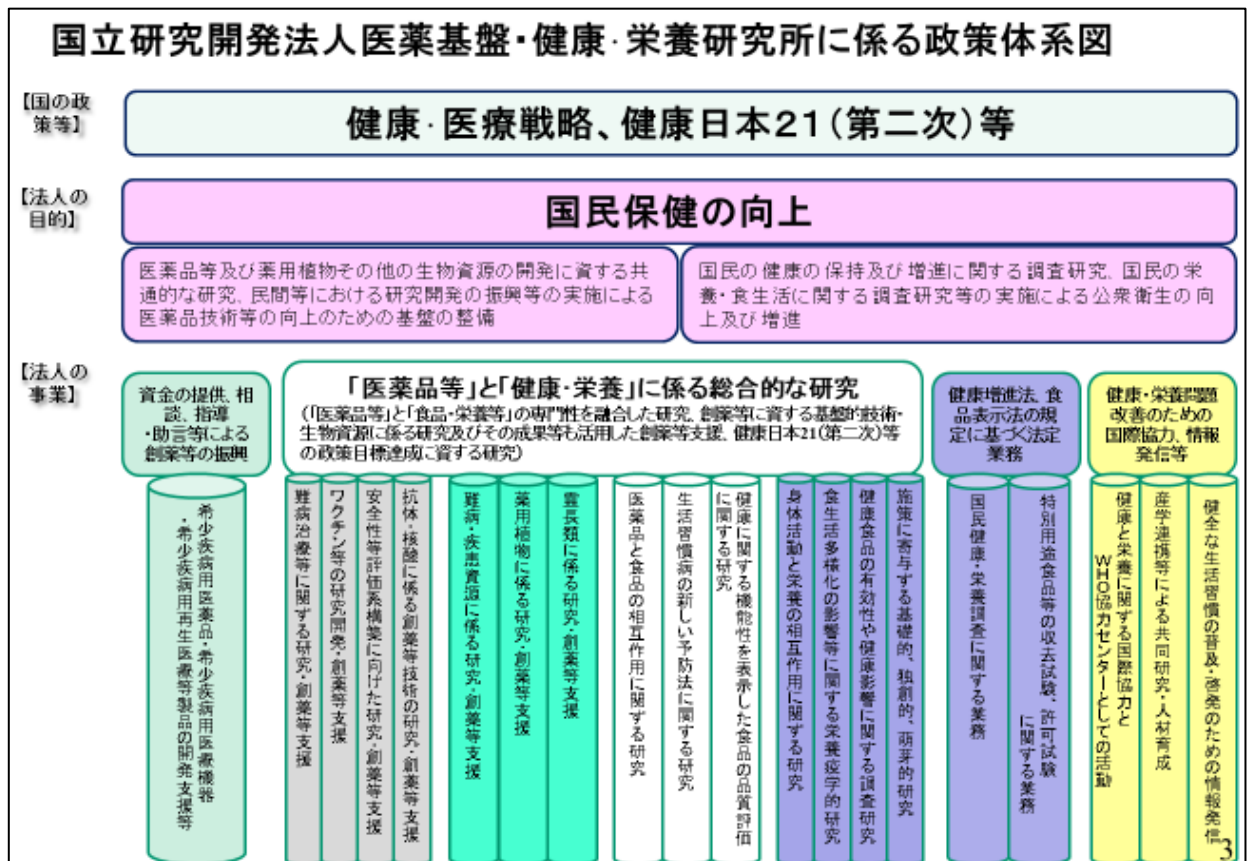 国立研究開発法人医薬基盤・健康・栄養研究所に係る政策体系図
【国の政
策等】
健康・医療戦略、健康日本21(第二次)等
【法人の
目的】
国民保健の向上
医薬品等及び薬用植物その他の生物資源の開発に資する共
通的な研究、民間等における研究開発の振興等の実施による
医薬品技術等の向上のための基盤の整備
国民の健康の保持及び増進に関する調査研究、国民の栄
養・食生活に関する調査研究等の実施による公衆衛生の向
上及び増進
【法人の
事業】
資金の提供、相
談、指導
・助言等による
創薬等の振興
「医薬品等」と「健康・栄養」に係る総合的な研究
(「医薬品等」と「食品・栄養等」の専門性を融合した研究、創薬等に資する基盤的技術・
生物資源に係る研究及びその成果等も活用した創薬等支援、健康日本21(第二次)等
の政策目標達成に資する研究)
健康増進法、食
品表示法の規
定に基づく法定
業務
健康・栄養問題
改善のための
国際協力、情報
発信等
希少疾病用医薬品・希少疾病用医療機器
・希少疾病用再生医療等製品の開発支援等
難病治療等に関する研究・創薬等支援
ワクチン等の研究開発・創薬等支援
安全性等評価系構築に向けた研究・創薬等支援
抗体・核酸に係る創薬等技術の研究・創薬等支援
難病・疾患資源に係る研究・創薬等支援
薬用植物に係る研究・創薬等支援
霊長類に係る研究・創薬等支援
医薬品と食品の相互作用に関する研究
生活習慣病の新しい予防法に関する研究
健康に関する機能性を表示した食品の品質評価
に関する研究
身体活動と栄養の相互作用に関する研究
食生活多様化の影響等に関する栄養疫学的研究
健康食品の有効性や健康影響に関する調査研究
施策に寄与する基礎的、独創的、萌芽的研究
国民健康・栄養調査に関する業務
特別用途食品等の収去試験、許可試験
に関する業務
健康と栄養に関する国際協力と
WHO協力センターとしての活動
産学連携等による共同研究・人材育成
健全な生活習慣の普及・啓発のための情報発信
3